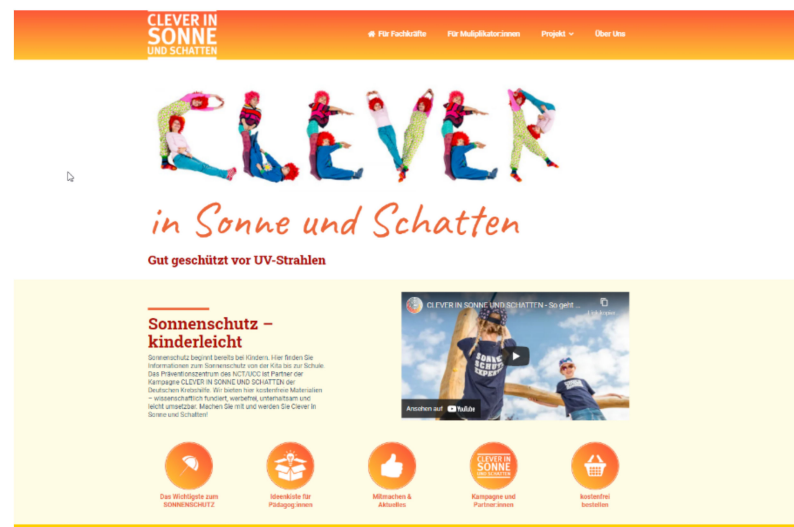 CLEVER IN
SONNE
UND SCHATTEN
Für Fachkräfte Für Muliplikator:innen Projekt Über Uns
CLEVER
in Sonne und Schatten
Gut geschützt vor UV-Strahlen
Sonnenschutz –
kinderleicht
Sonnenschutz beginnt bereits bei Kindern. Hier finden Sie
Informationen zum Sonnenschutz von der Kita bis zur Schule.
Das Präventionszentrum des NCT/UCC ist Partner der
Kampagne CLEVER IN SONNE UND SCHATTEN der
Deutschen Krebshilfe. Wir bieten hier kostenfreie Materialien
– wissenschaftlich fundiert, werbefrei, unterhaltsam und
leicht umsetzbar. Machen Sie mit und werden Sie Clever in
Sonne und Schatten!
CLEVER IN SONNE UND SCHATTEN - So geht ...
SONNEN
SCHUTZ
EXPERTE
Ansehen auf YouTube
CLEVER IN
SONNE
UND SCHATTEN
Das Wichtigste zum
SONNENSCHUTZ
Ideenkiste für
Pädagog:innen
Mitmachen &
Aktuelles
Kampagne und
Partner:innen
kostenfrei
bestellen